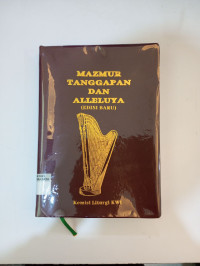 MAZMUR
TANGGAPAN
DAN
ALLELUYA
(EDISI BARU)
Komisi Liturgi KWI